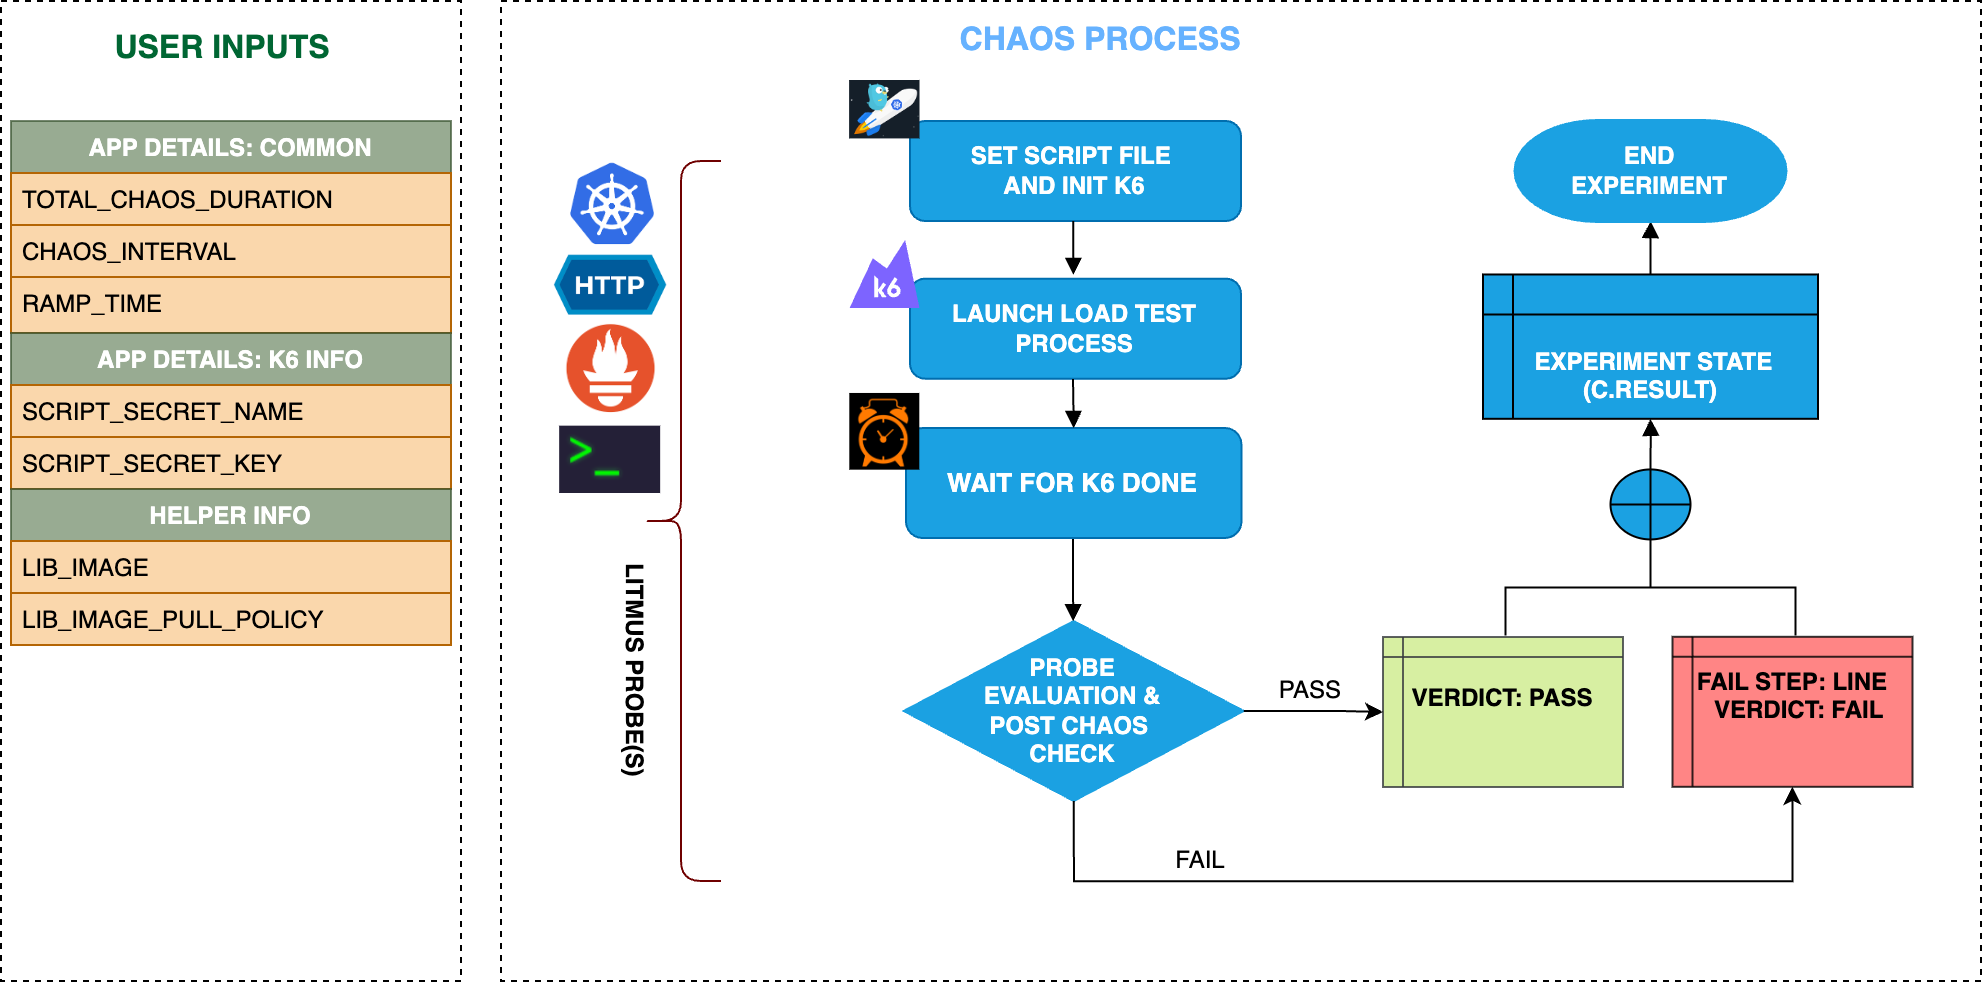 USER INPUTS
APP DETAILS: COMMON
TOTAL_CHAOS_DURATION
CHAOS_INTERVAL
RAMP_TIME
APP DETAILS: K6 INFO
SCRIPT_SECRET_NAME
SCRIPT_SECRET_KEY
HELPER INFO
LIB_IMAGE
LIB_IMAGE_PULL_POLICY
CHAOS PROCESS
HTTP
>_
LITMUS PROBE(S)
SET SCRIPT FILE
AND INIT K6
k6
LAUNCH LOAD TEST
PROCESS
WAIT FOR K6 DONE
PROBE
EVALUATION &
POST CHAOS
CHECK
PASS
FAIL
VERDICT: PASS
FAIL STEP: LINE
VERDICT: FAIL
EXPERIMENT STATE
(C.RESULT)
END
EXPERIMENT